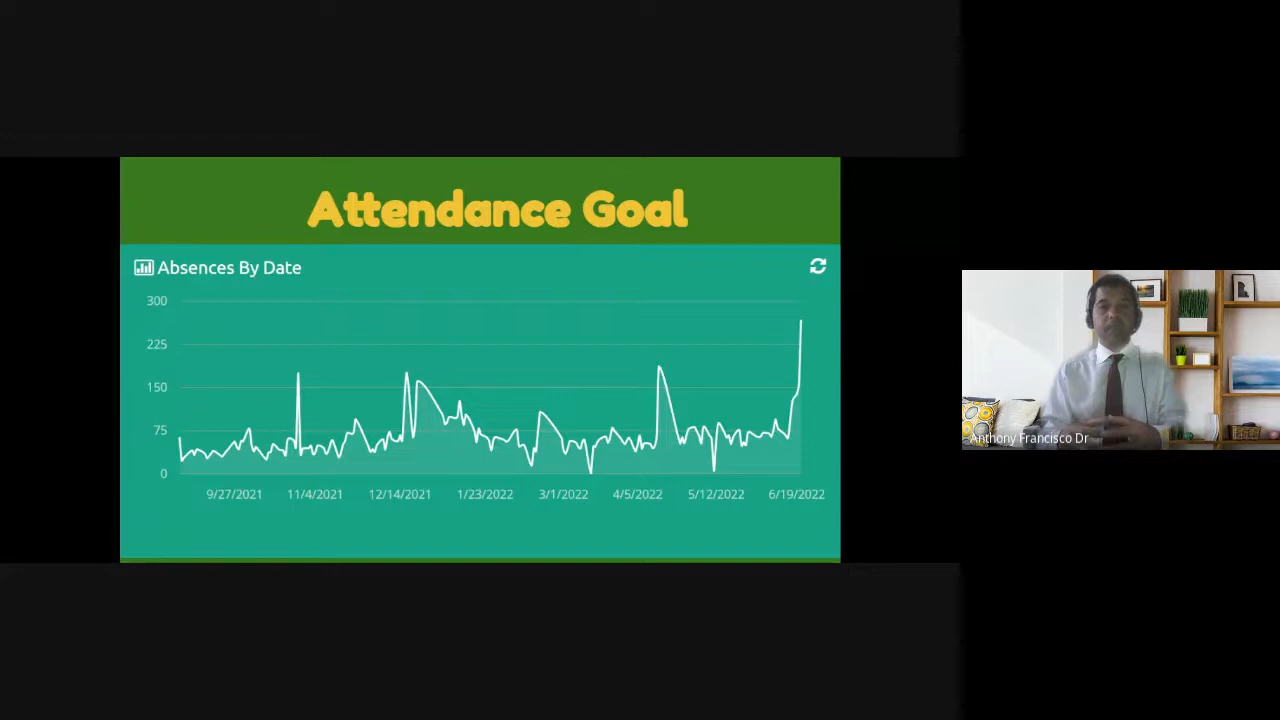 Attendance Goal
Absences By Date
300
225
150
75
0
9/27/2021 11/4/2021 12/14/2021 1/23/2022 3/1/2022 4/5/2022 5/12/2022 6/19/2022
Anthony Francisco Dr